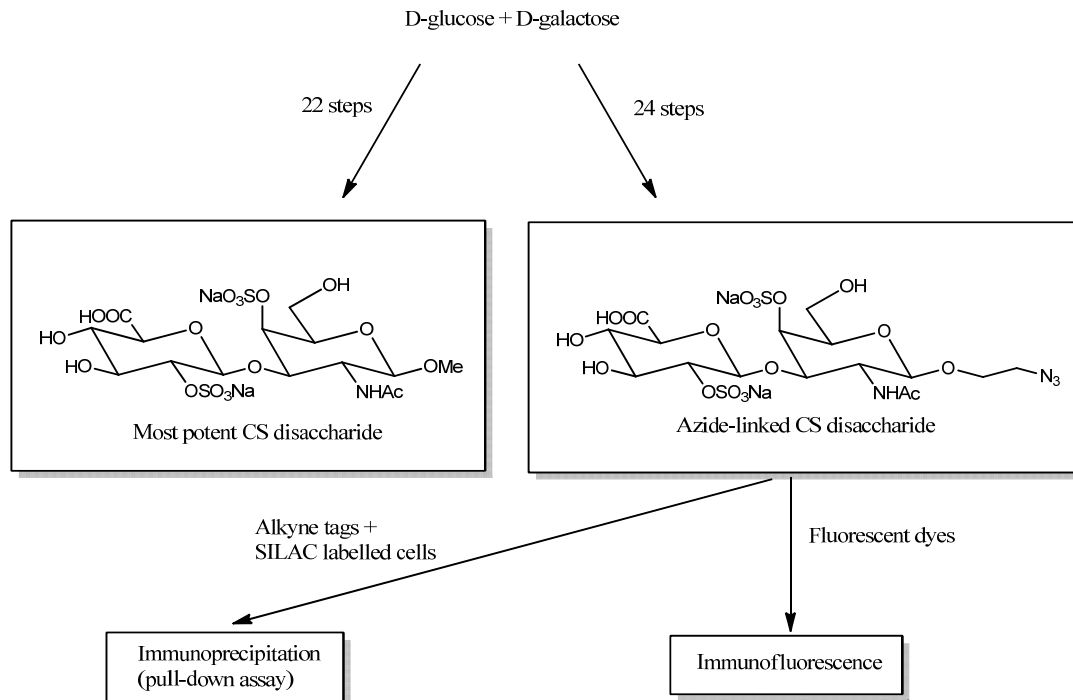 D-glucose + D-galactose
22 steps
24 steps
NaO3SO
OH
HOOC
O
O
HO
HO
O
OMe
OSO3Na
NHAc
Most potent CS disaccharide
NaO3SO
OH
HOOC
O
O
HO
HO
O
O
N3
OSO3Na
NHAc
Azide-linked CS disaccharide
Alkyne tags +
SILAC labelled cells
Fluorescent dyes
Immunoprecipitation
(pull-down assay)
Immunofluorescence